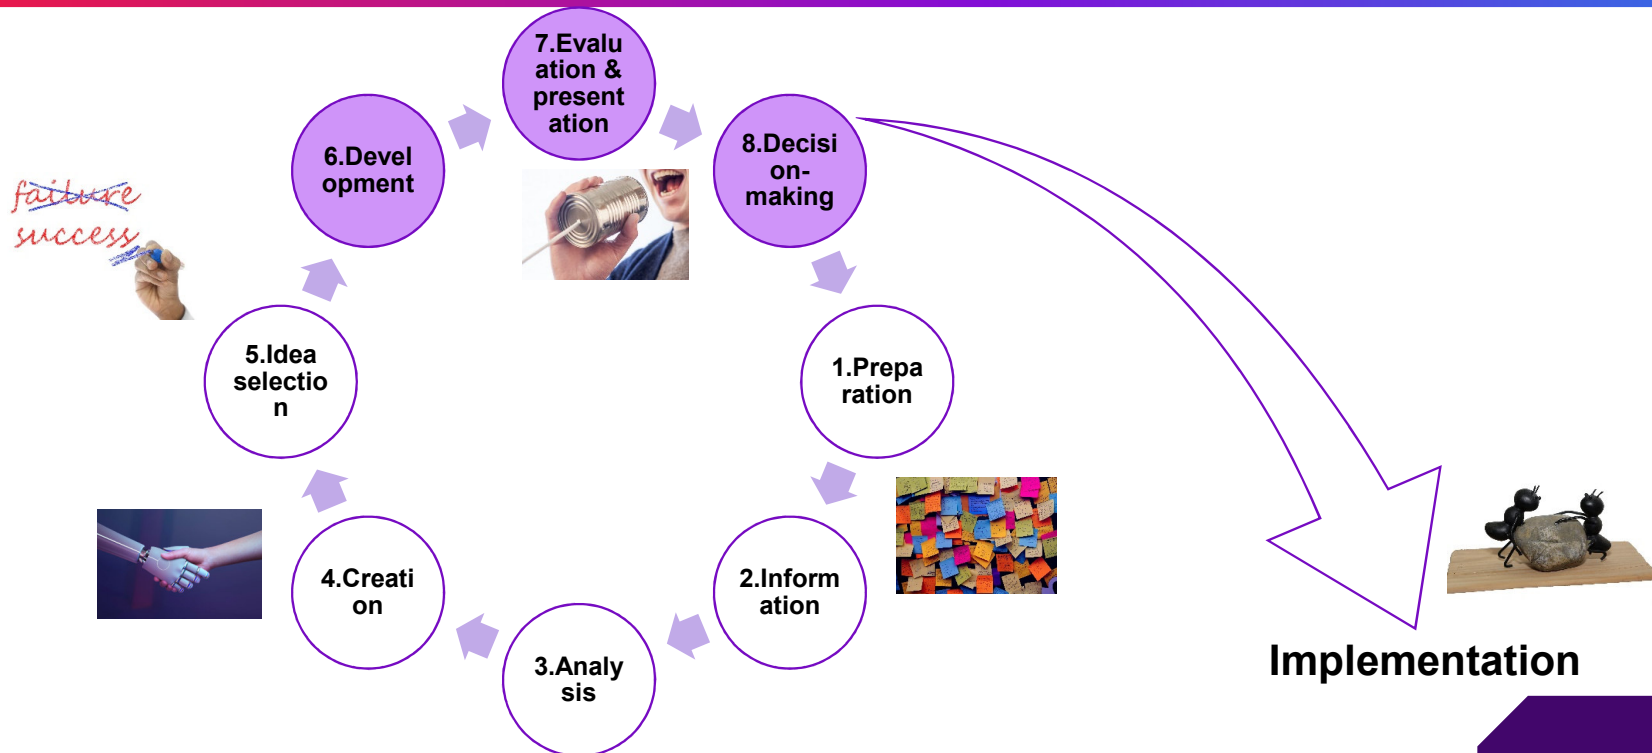 7.Evalu
ation &
present
ation
6.Devel
opment
8.Decisi
on-
making
failure
success
5.Idea
selectio
n
1.Prepa
ration
4.Creati
on
2.Inform
ation
3.Analy
sis
Implementation